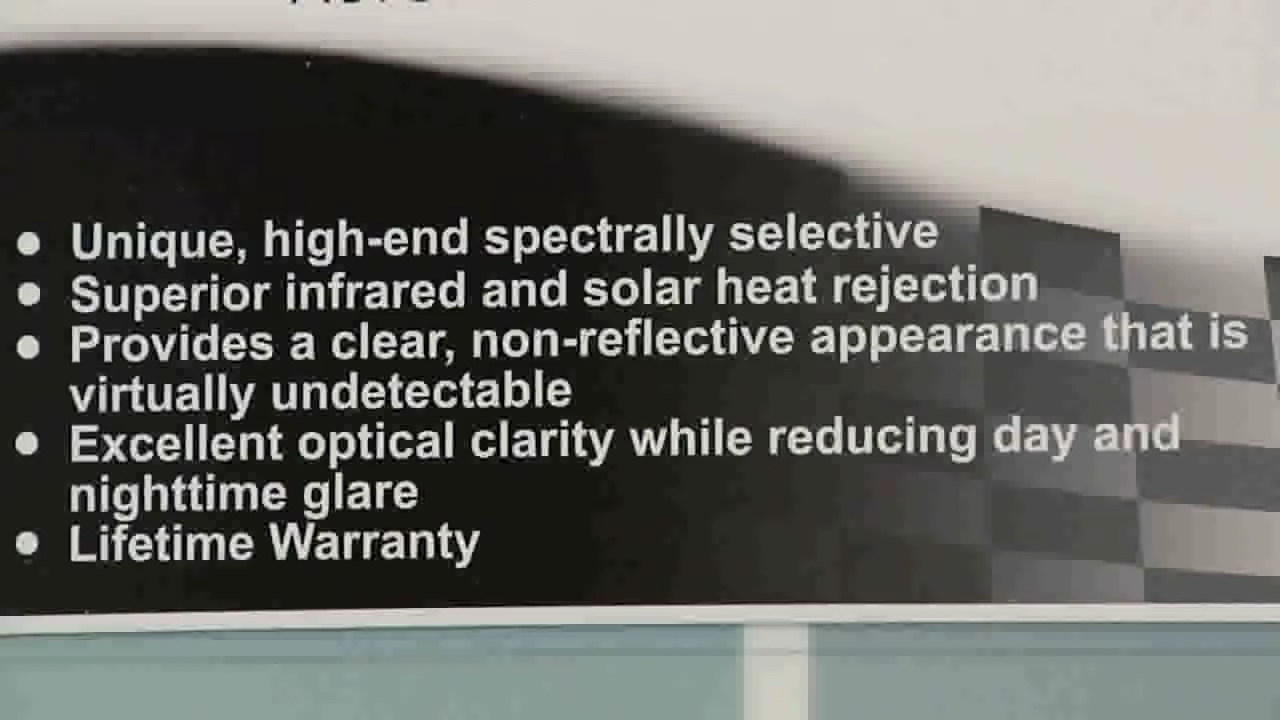 Unique, high-end spectrally selective
Superior infrared and solar heat rejection
Provides a clear, non-reflective appearance that is
virtually undetectable
Excellent optical clarity while reducing day and
nighttime glare
Lifetime Warranty